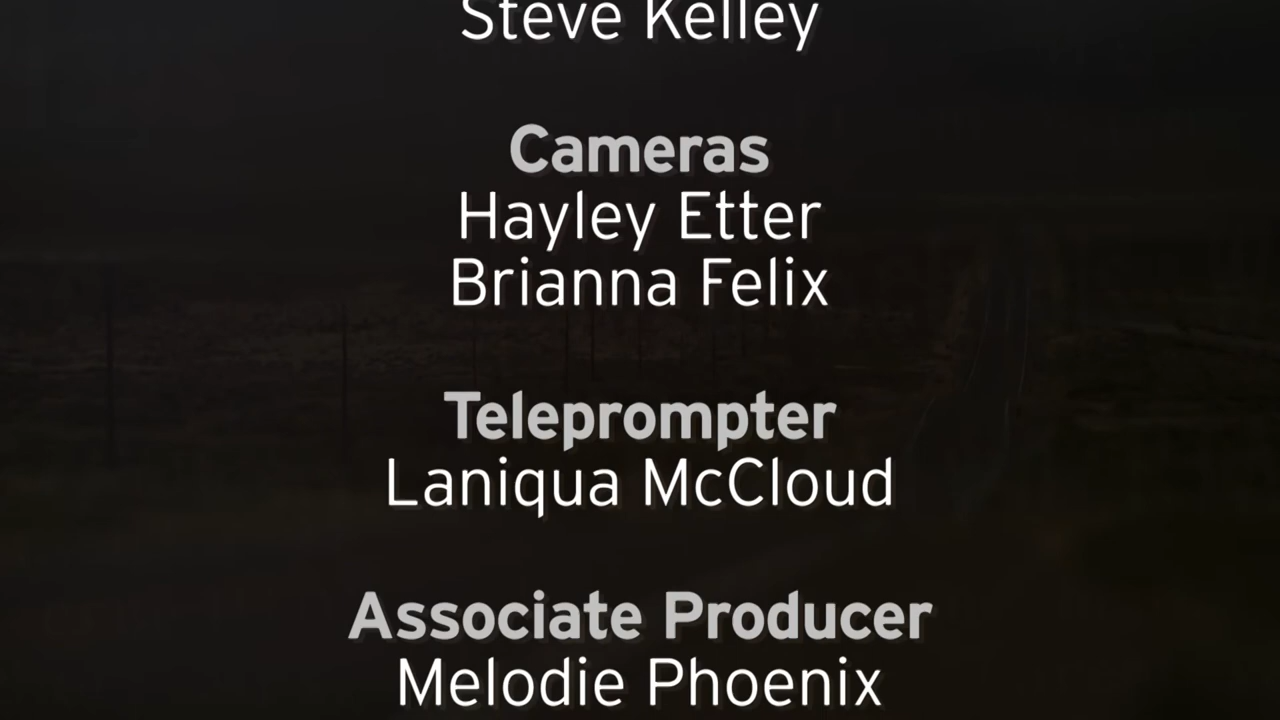 Steve Kelley
Cameras
Hayley Etter
Brianna Felix
Teleprompter
Laniqua McCloud
Associate Producer
Melodie Phoenix